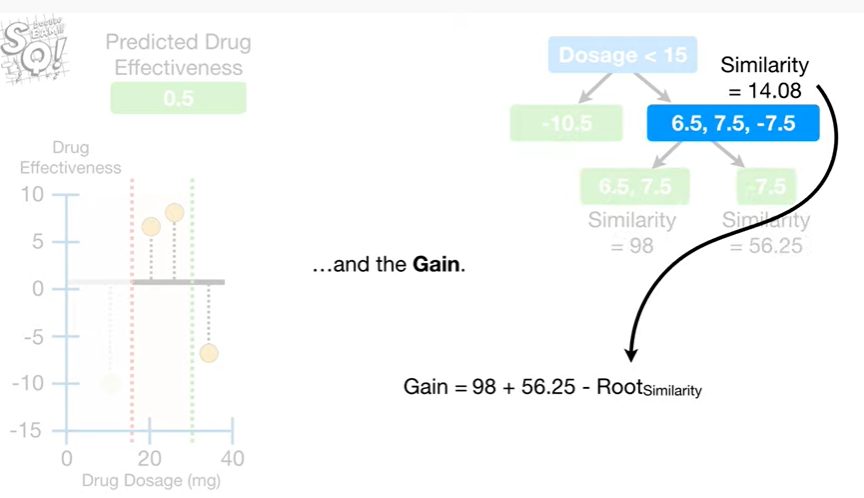 SQ!
Predicted Drug
Effectiveness
0.5
Dosage < 15
Similarity
= 14.08
-10.5
6.5, 7.5, -7.5
6.5, 7.5
-7.5
Similarity
= 98
Similarity
= 56.25
Drug
Effectiveness
10
5
0
-5
-10
-15
0
20
40
Drug Dosage (mg)
…and the Gain.
Gain = 98 + 56.25 - RootSimilarity